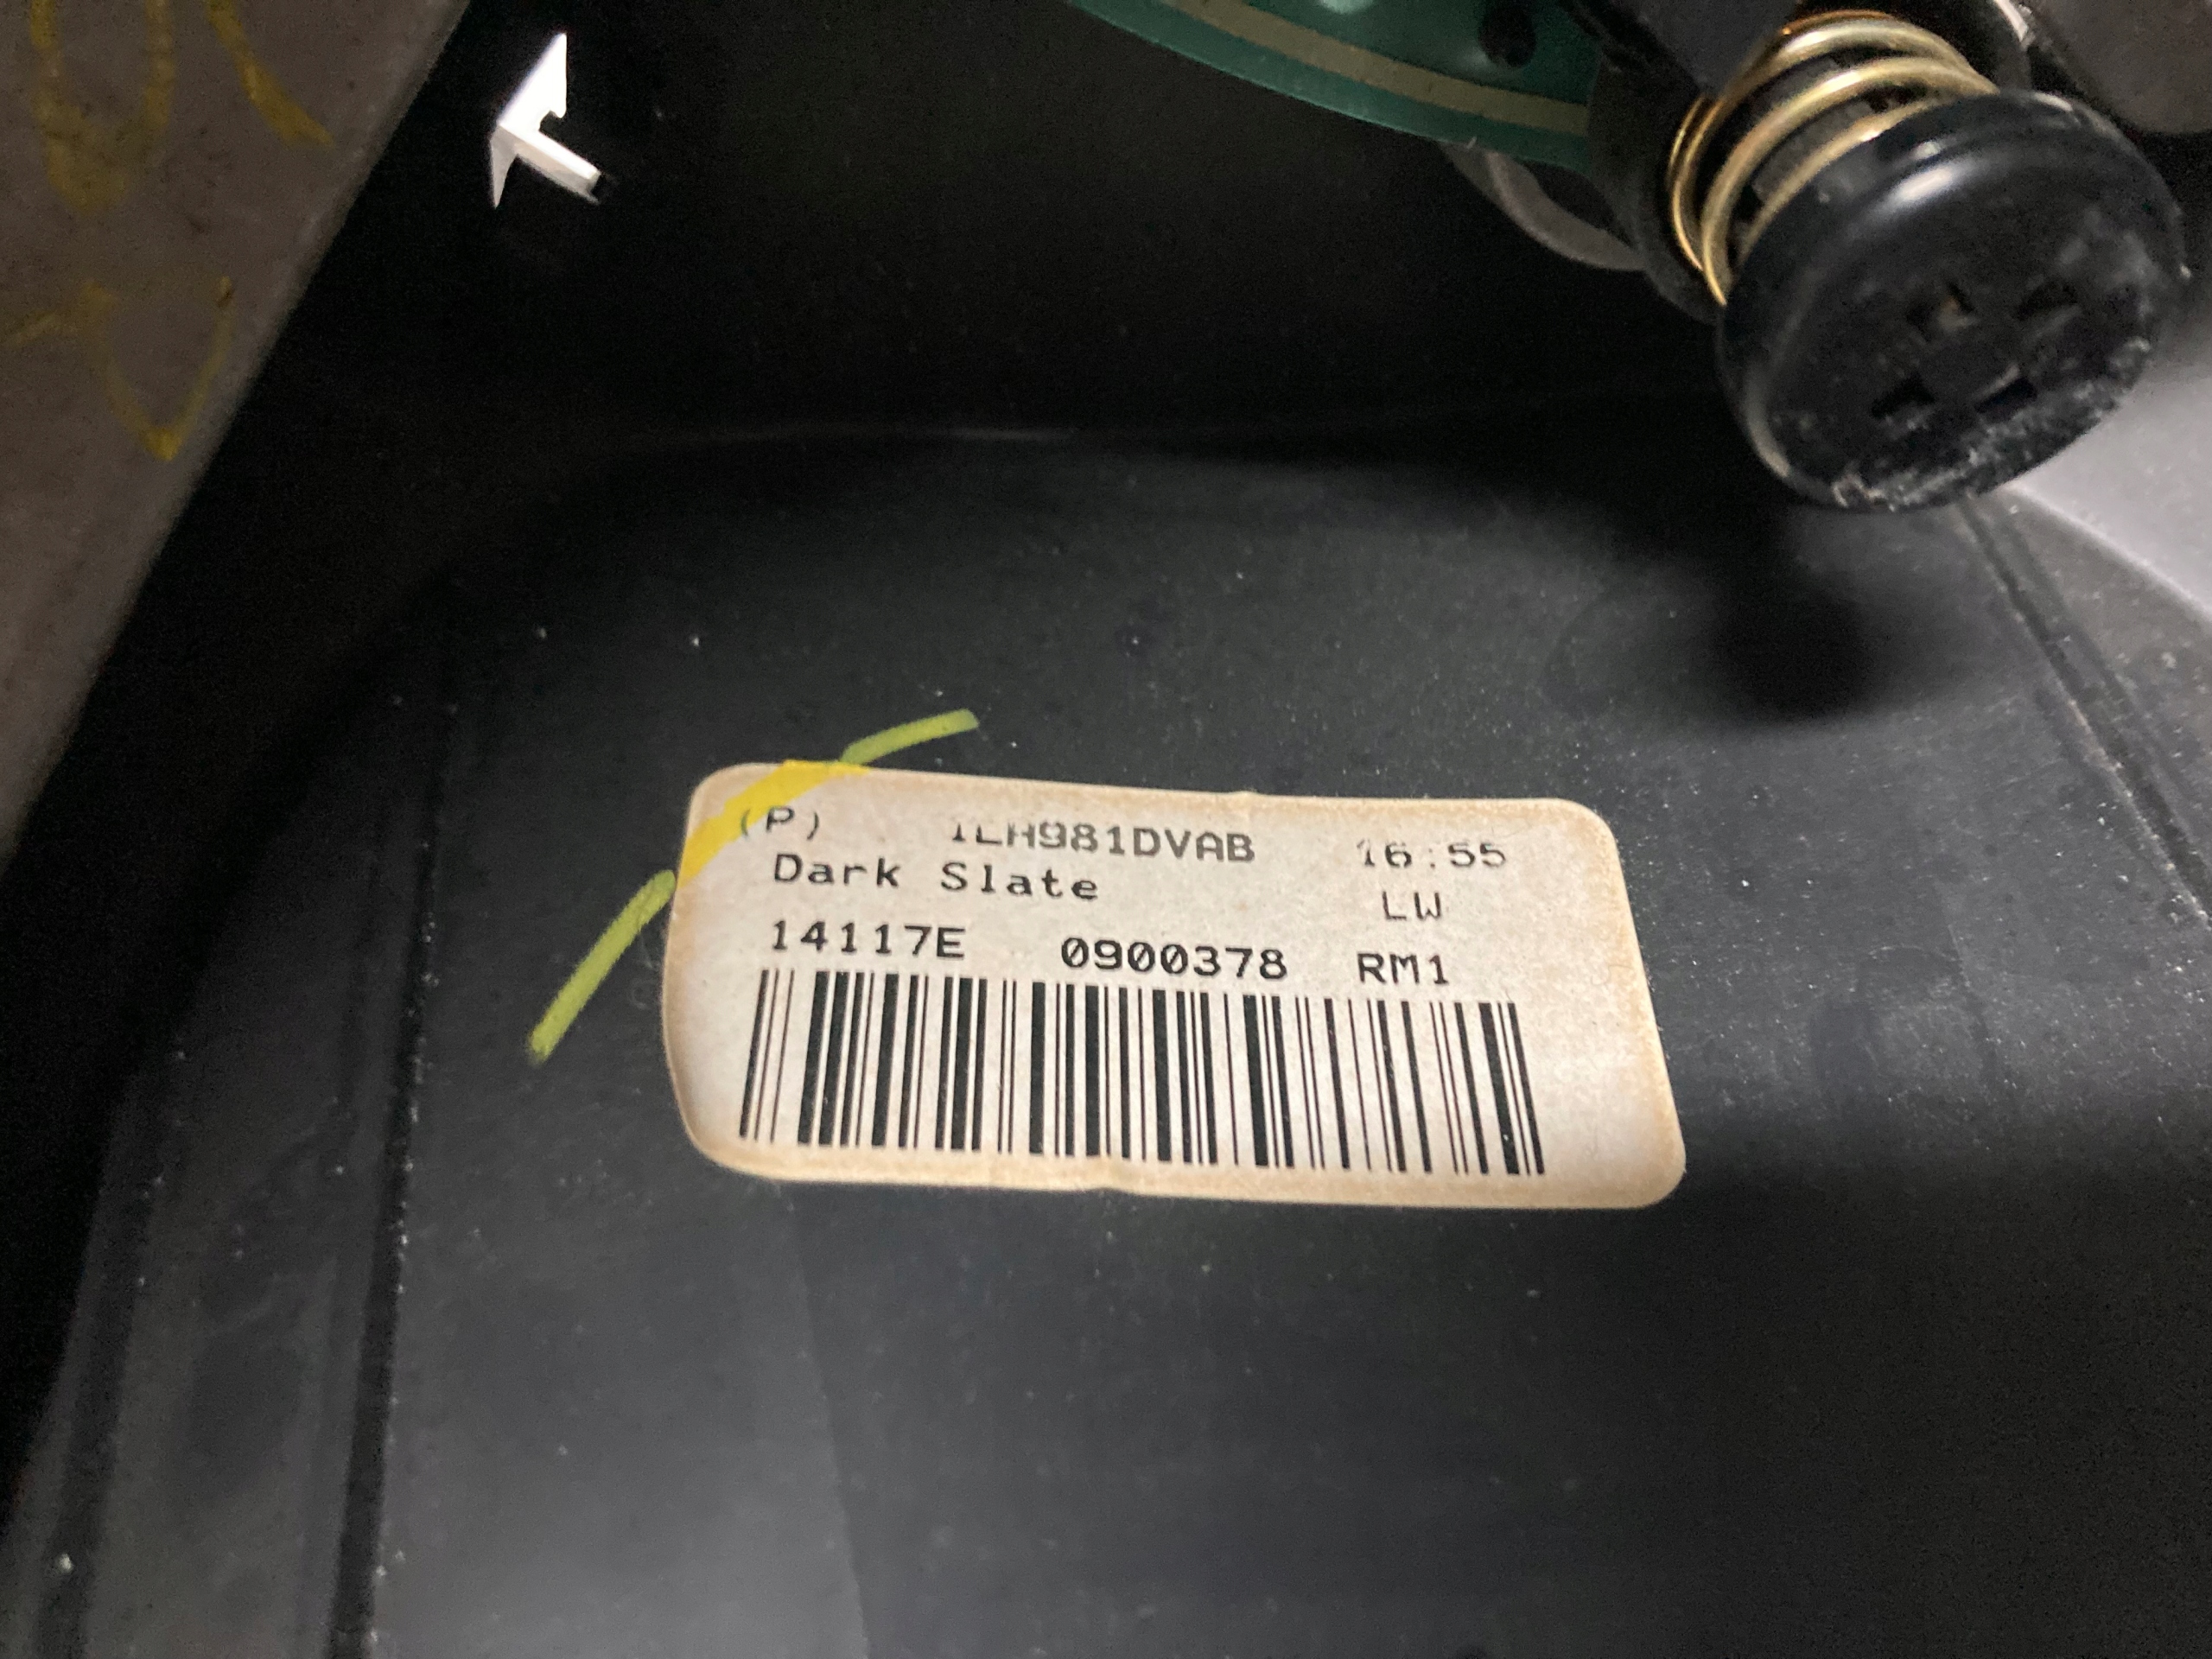 (P) 1LH981DVAB 16:55
Dark Slate LW
14117E 0900378 RM1